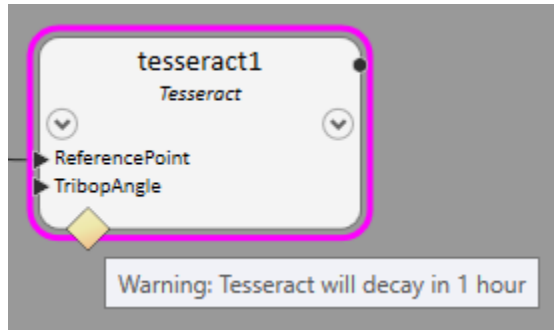 tesseract1
Tesseract
ReferencePoint
TribopAngle
Warning: Tesseract will decay in 1 hour